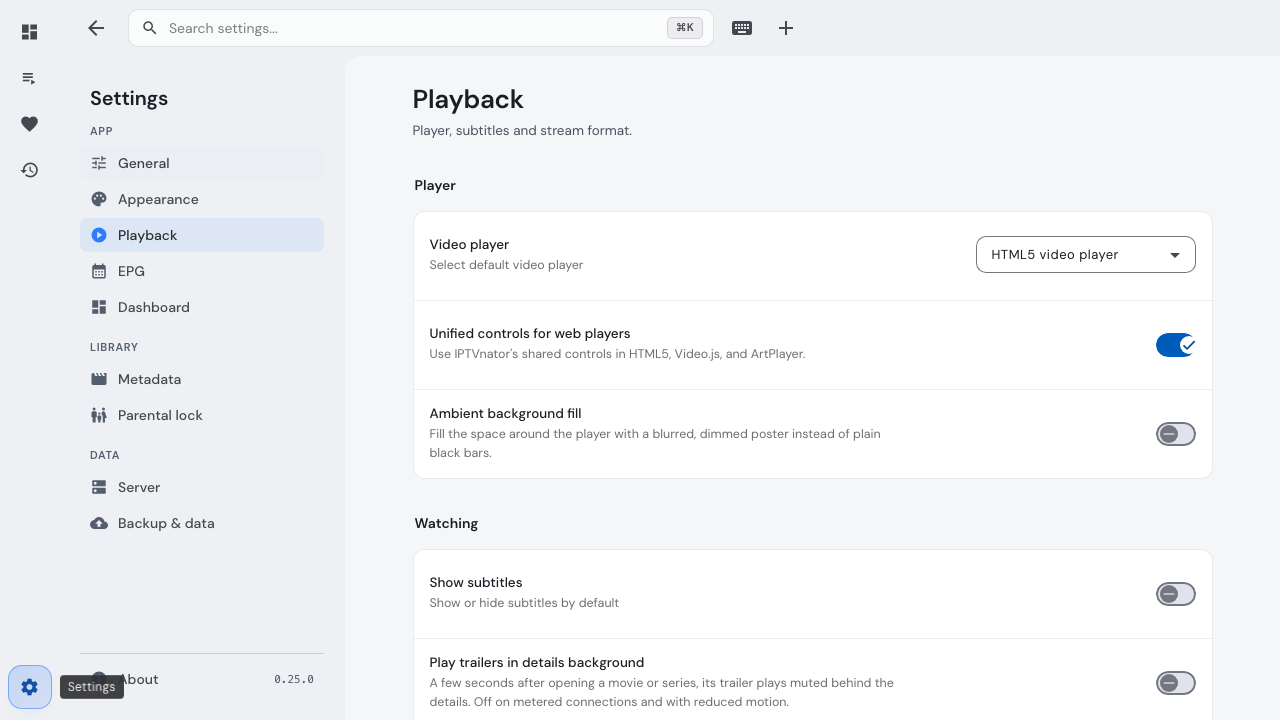 Search settings...
⌘K
Settings
APP
General
Appearance
Playback
EPG
Dashboard
LIBRARY
Metadata
Parental lock
DATA
Server
Backup & data
About
0.25.0
Settings
Playback
Player, subtitles and stream format.
Player
Video player
Select default video player
HTML5 video player
Unified controls for web players
Use IPTVnator's shared controls in HTML5, Video.js, and ArtPlayer.
Ambient background fill
Fill the space around the player with a blurred, dimmed poster instead of plain
black bars.
Watching
Show subtitles
Show or hide subtitles by default
Play trailers in details background
A few seconds after opening a movie or series, its trailer plays muted behind the
details. Off on metered connections and with reduced motion.